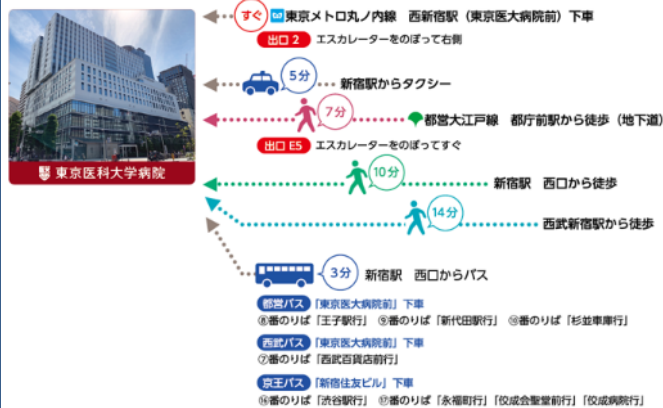 すぐ 東京メトロ丸ノ内線 西新宿駅（東京医大病院前）下車
出口 2 エスカレーターをのぼって右側
5分 新宿駅からタクシー
7分 都営大江戸線 都庁前駅から徒歩（地下道）
出口 E5 エスカレーターをのぼってすぐ
東京医科大学病院
10分 新宿駅 西口から徒歩
14分 西武新宿駅から徒歩
3分 新宿駅 西口からバス
都営バス 「東京医大病院前」下車
⑧番のりば「王子駅行」 ⑨番のりば「新代田駅行」 ⑩番のりば「杉並車庫行」
西武バス 「東京医大病院前」下車
⑦番のりば「西武百貨店前行」
京王バス 「新宿住友ビル」下車
⑯番のりば「渋谷駅行」 ⑰番のりば「永福町行」「佼成会聖堂前行」「佼成病院行」